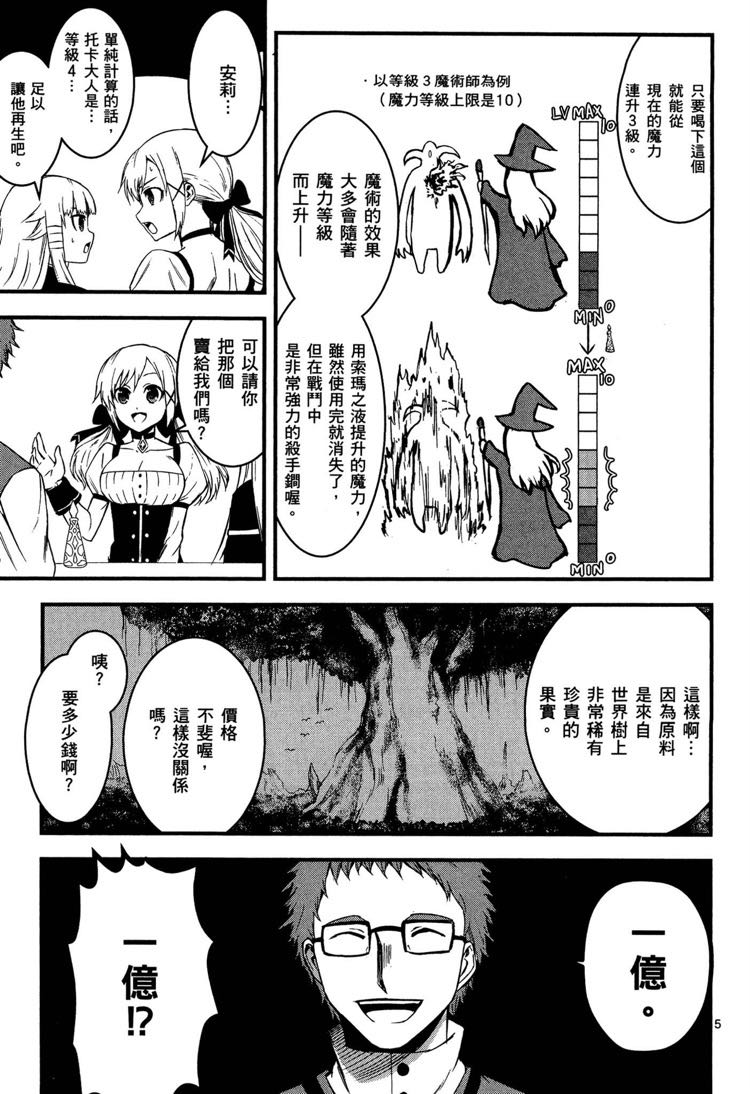 只要喝下這個
就能從
現在的魔力
連升3級。
．以等級３魔術師為例
（魔力等級上限是10）
LV MAX
10
0
MIN
MAX
10
0
MIN
魔術的效果
大多會隨著
魔力等級
而上升——
用索瑪之液提升的魔力，
雖然使用完就消失了，
但在戰鬥中
是非常強力的殺手鐧喔。
安莉…
單純計算的話，
托卡大人是…
等級4…
足以
讓他再生吧。
可以請你
把那個
賣給我們嗎？
這樣啊…
因為原料
是來自
世界樹上
非常稀有
珍貴的
果實。
價格
不斐喔，
這樣沒關係
嗎？
咦？
要多少錢啊？
一億。
一億!?
5